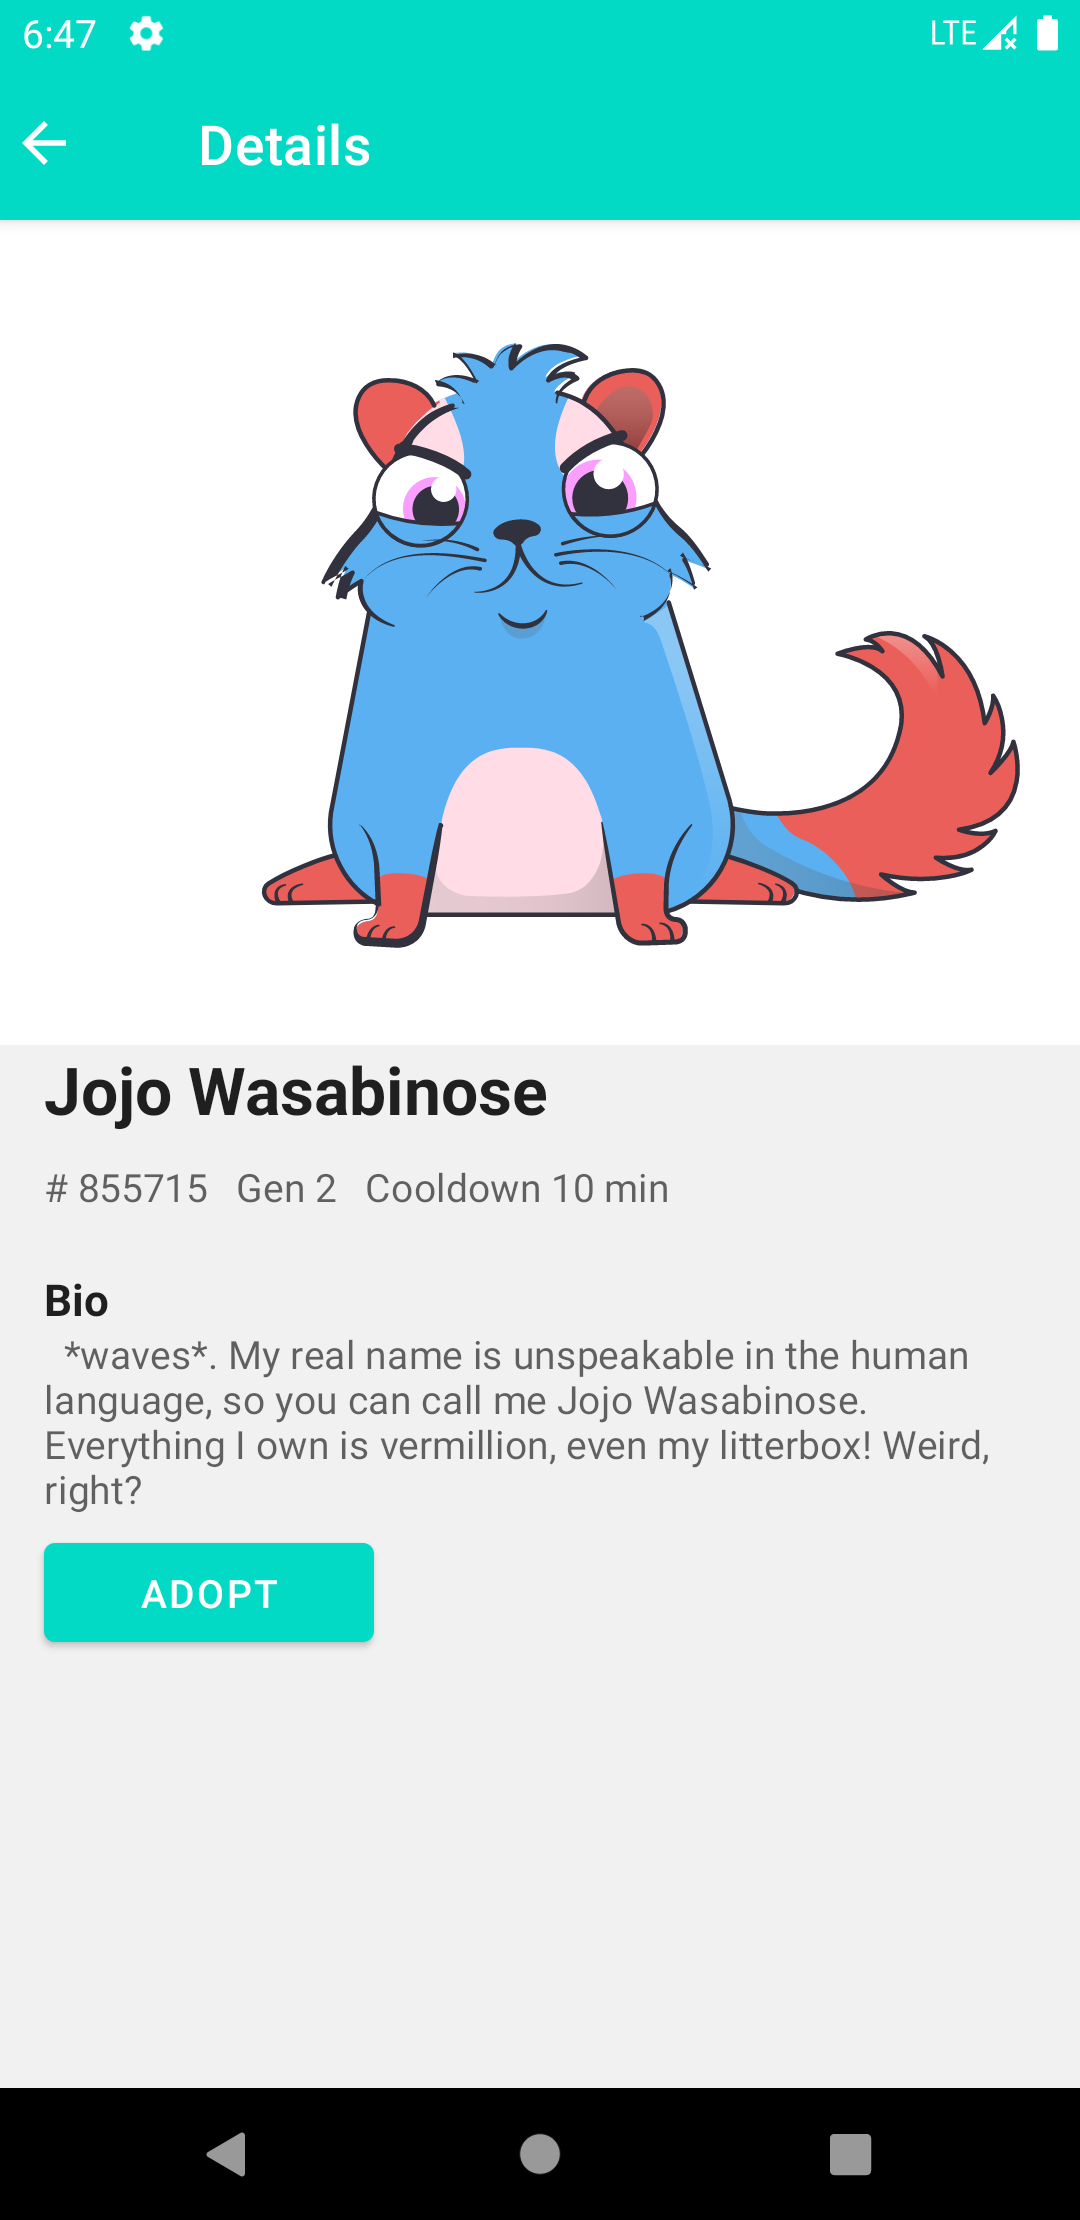 6:47 LTE
Details
Jojo Wasabinose
# 855715 Gen 2 Cooldown 10 min
Bio
*waves*. My real name is unspeakable in the human
language, so you can call me Jojo Wasabinose.
Everything I own is vermillion, even my litterbox! Weird,
right?
ADOPT